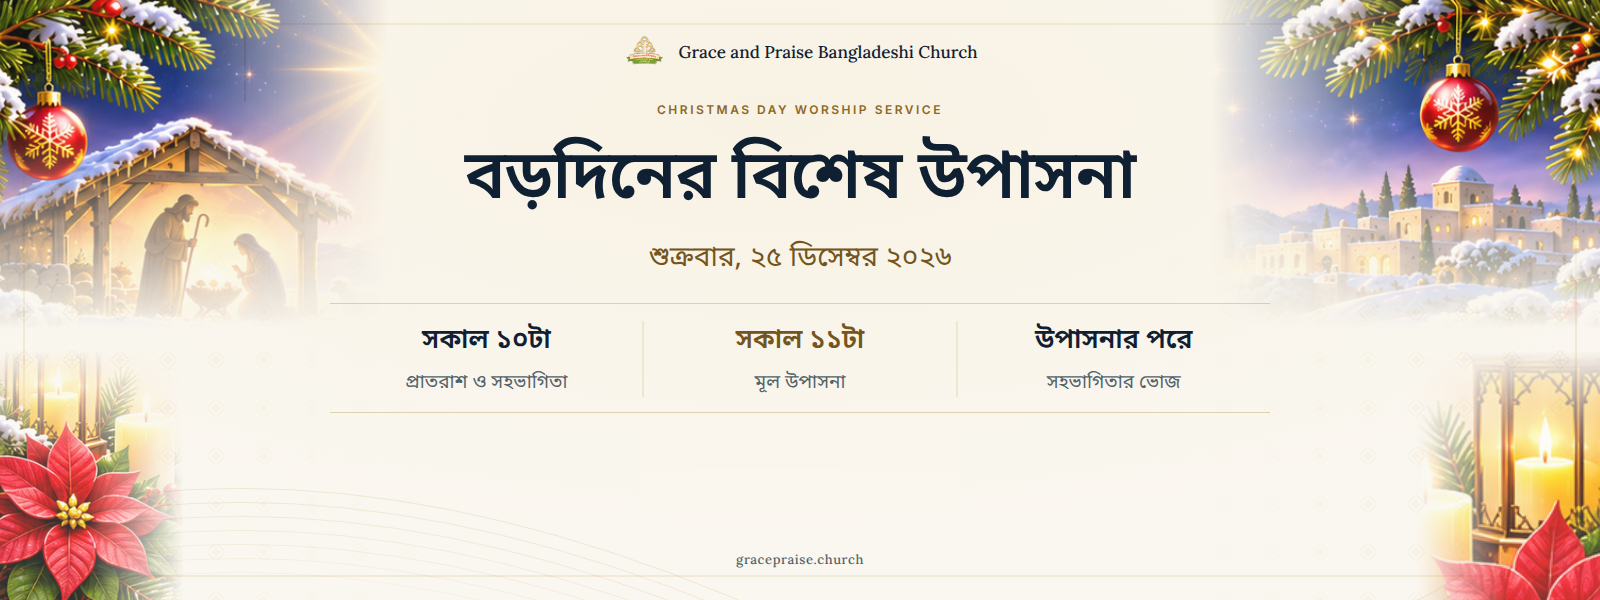 Grace and Praise Bangladeshi Church
CHRISTMAS DAY WORSHIP SERVICE
বড়দিনের বিশেষ উপাসনা
শুক্রবার, ২৫ ডিসেম্বর ২০২৬
সকাল ১০টা
প্রাতরাশ ও সহভাগিতা
সকাল ১১টা
মূল উপাসনা
উপাসনার পরে
সহভাগিতার ভোজ
gracepraise.church